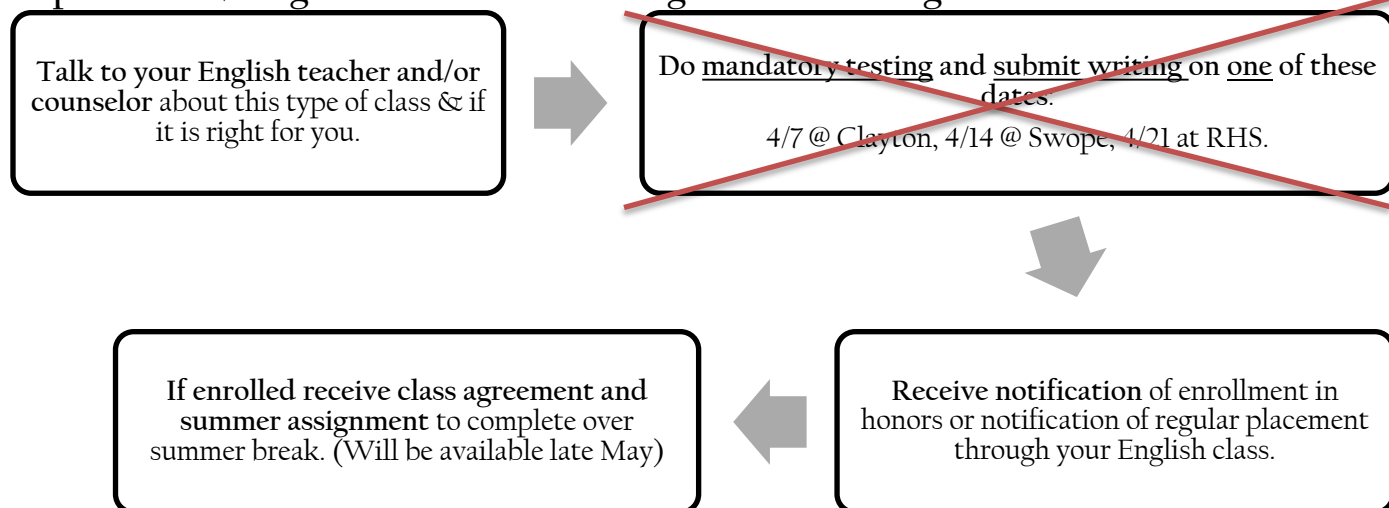 Talk to your English teacher and/or
counselor about this type of class & if
it is right for you.
Do mandatory testing and submit writing on one of these
dates:
4/7 @ Clayton, 4/14 @ Swope, 4/21 at RHS.
If enrolled receive class agreement and
summer assignment to complete over
summer break. (Will be available late May)
Receive notification of enrollment in
honors or notification of regular placement
through your English class.